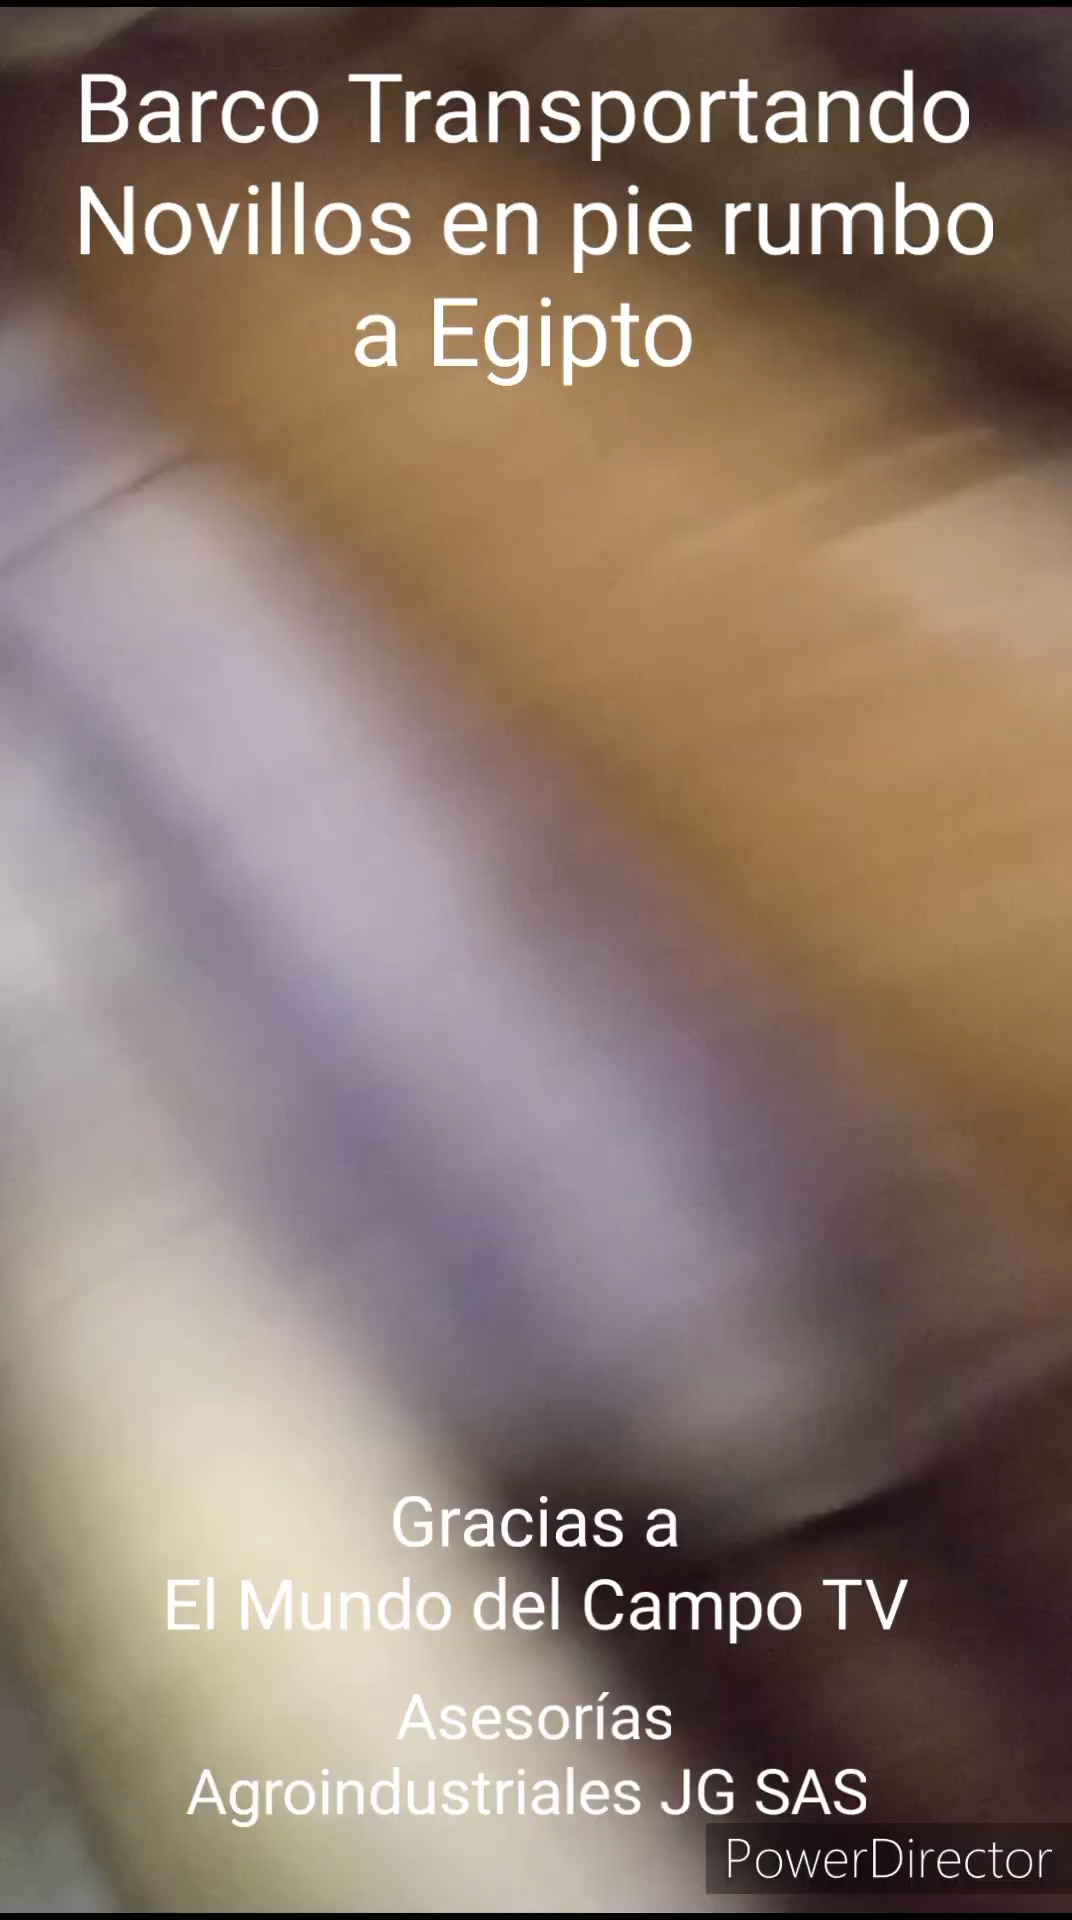 Barco Transportando
Novillos en pie rumbo
a Egipto
Gracias a
El Mundo del Campo TV
Asesorías
Agroindustriales JG SAS
PowerDirector